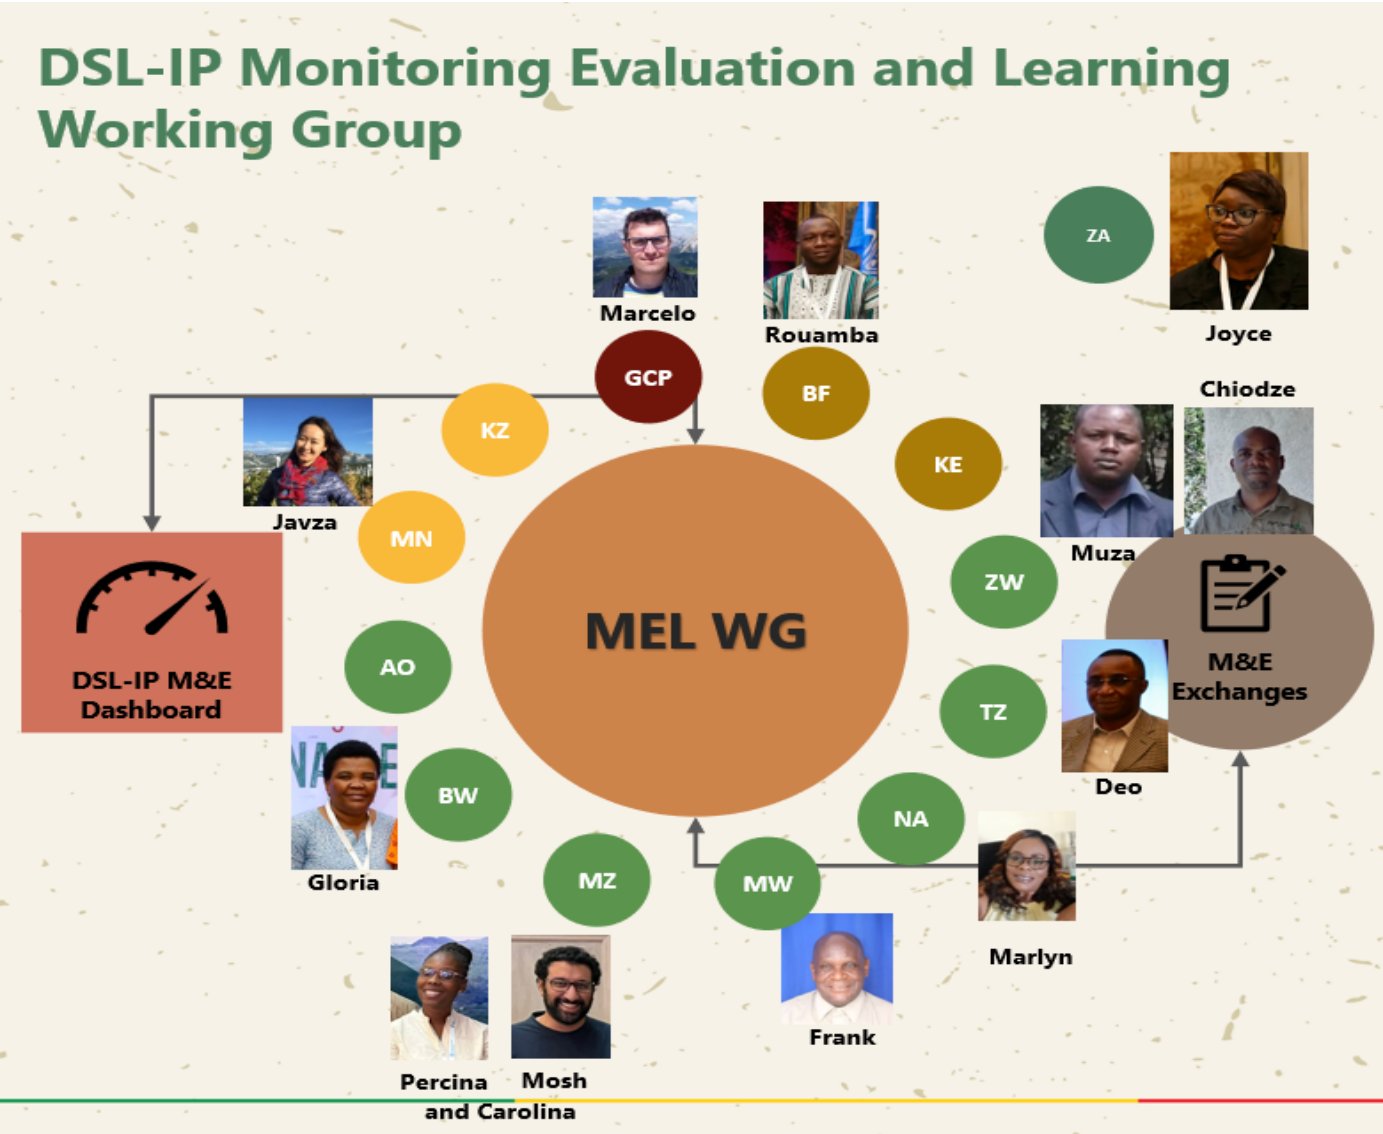 DSL-IP Monitoring Evaluation and Learning
Working Group
ZA
Marcelo
Rouamba
Joyce
GCP
BF
Chiodze
KZ
KE
Javza
MN
Muza
ZW
MEL WG
AO
DSL-IP M&E
Dashboard
M&E
Exchanges
TZ
NA E
Deo
BW
NA
Gloria
MZ
MW
Marlyn
Frank
Percina
Mosh
and Carolina